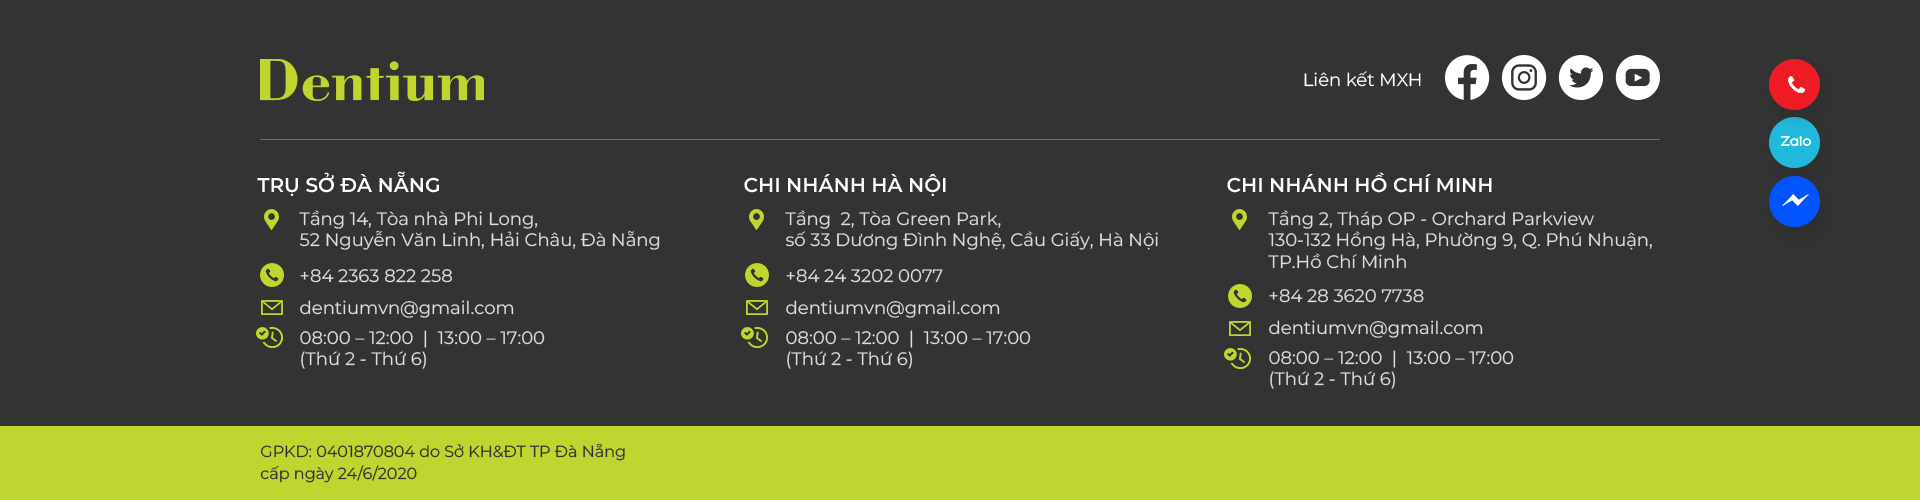 Dentium
Liên kết MXH
Zalo
TRỤ SỞ ĐÀ NẴNG
Tầng 14, Tòa nhà Phi Long,
52 Nguyễn Văn Linh, Hải Châu, Đà Nẵng
+84 2363 822 258
dentiumvn@gmail.com
08:00 – 12:00 | 13:00 – 17:00
(Thứ 2 - Thứ 6)
CHI NHÁNH HÀ NỘI
Tầng 2, Tòa Green Park,
số 33 Dương Đình Nghệ, Cầu Giấy, Hà Nội
+84 24 3202 0077
dentiumvn@gmail.com
08:00 – 12:00 | 13:00 – 17:00
(Thứ 2 - Thứ 6)
CHI NHÁNH HỒ CHÍ MINH
Tầng 2, Tháp OP - Orchard Parkview
130-132 Hồng Hà, Phường 9, Q. Phú Nhuận,
TP.Hồ Chí Minh
+84 28 3620 7738
dentiumvn@gmail.com
08:00 – 12:00 | 13:00 – 17:00
(Thứ 2 - Thứ 6)
GPKD: 0401870804 do Sở KH&ĐT TP Đà Nẵng
cấp ngày 24/6/2020